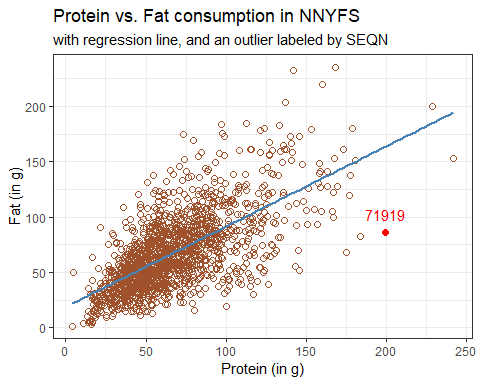 Protein vs. Fat consumption in NNYFS
with regression line, and an outlier labeled by SEQN
200
150
100
50
0
Fat (in g)
71919
0 50 100 150 200 250
Protein (in g)